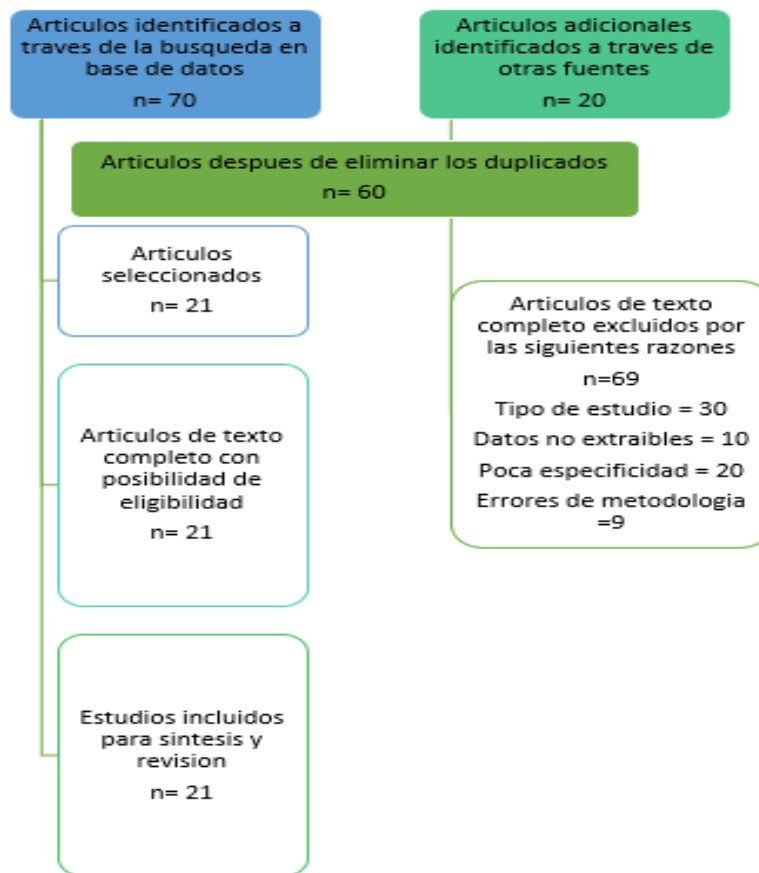 Articulos identificados a
traves de la busqueda en
base de datos
n= 70
Articulos adicionales
identificados a traves de
otras fuentes
n= 20
Articulos despues de eliminar los duplicados
n= 60
Articulos
seleccionados
n= 21
Articulos de texto
completo excluidos por
las siguientes razones
n=69
Tipo de estudio = 30
Datos no extraibles = 10
Poca especificidad = 20
Errores de metodologia
=9
Articulos de texto
completo con
posibilidad de
eligibilidad
n= 21
Estudios incluidos
para sintesis y
revision
n= 21